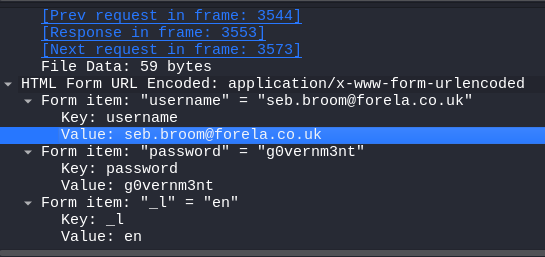 [Prev request in frame: 3544]
[Response in frame: 3553]
[Next request in frame: 3573]
File Data: 59 bytes
HTML Form URL Encoded: application/x-www-form-urlencoded
Form item: "username" = "seb.broom@forela.co.uk"
Key: username
Value: seb.broom@forela.co.uk
Form item: "password" = "g0vernm3nt"
Key: password
Value: g0vernm3nt
Form item: "_l" = "en"
Key: _l
Value: en